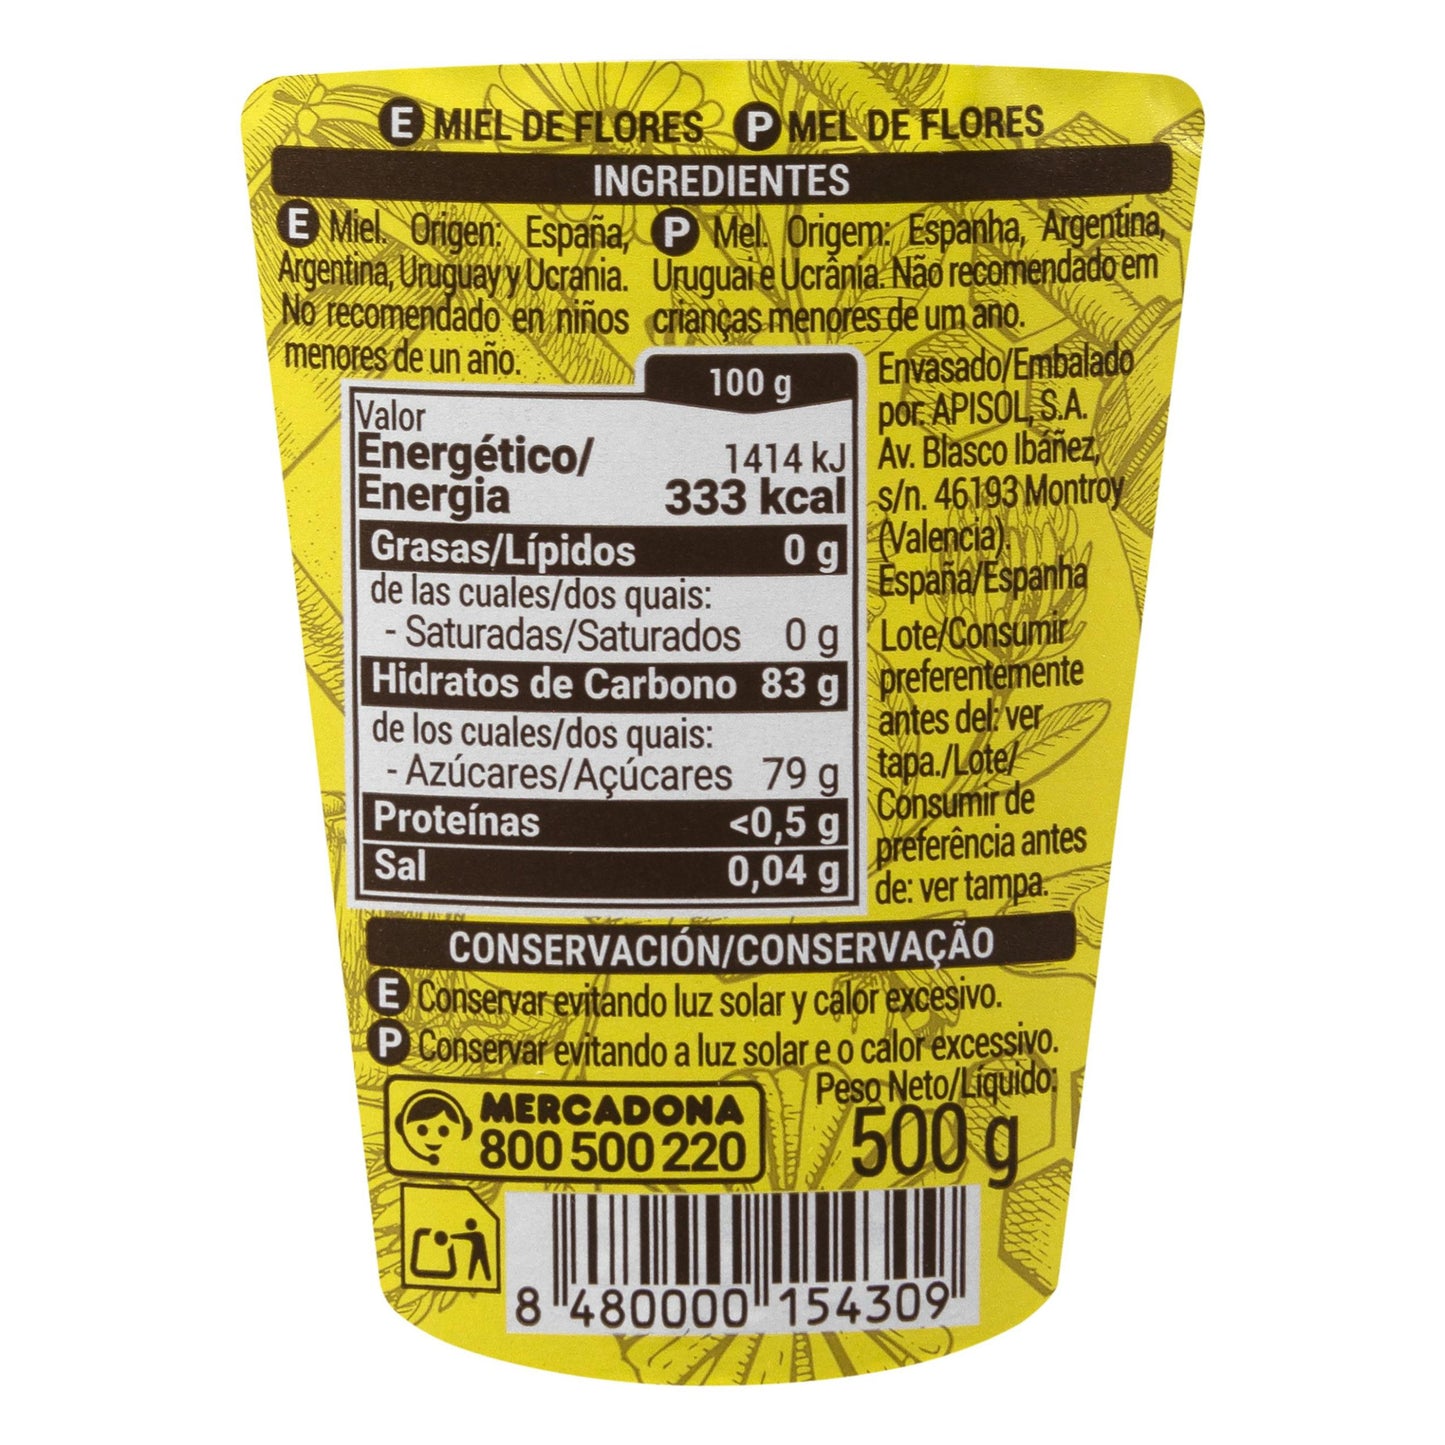 E MIEL DE FLORES P MEL DE FLORES
INGREDIENTES
E Miel. Origen: España,
Argentina, Uruguay y Ucrania.
No recomendado en niños
menores de un año.
P Mel. Origem: Espanha, Argentina,
Uruguai e Ucrânia. Não recomendado em
crianças menores de um ano.
100 g
Valor
Energético/ 1414 kJ
Energia 333 kcal
Grasas/Lípidos 0 g
de las cuales/dos quais:
- Saturadas/Saturados 0 g
Hidratos de Carbono 83 g
de los cuales/dos quais:
- Azúcares/Açúcares 79 g
Proteínas <0,5 g
Sal 0,04 g
Envasado/Embalado
por: APISOL, S.A.
Av. Blasco Ibáñez,
s/n. 46193 Montroy
(Valencia).
España/Espanha
Lote/Consumir
preferentemente
antes del: ver
tapa./Lote/
Consumir de
preferência antes
de: ver tampa.
CONSERVACIÓN/CONSERVAÇÃO
E Conservar evitando luz solar y calor excesivo.
P Conservar evitando a luz solar e o calor excessivo.
MERCADONA
800 500 220
Peso Neto/Líquido:
500 g
8 480000 154309